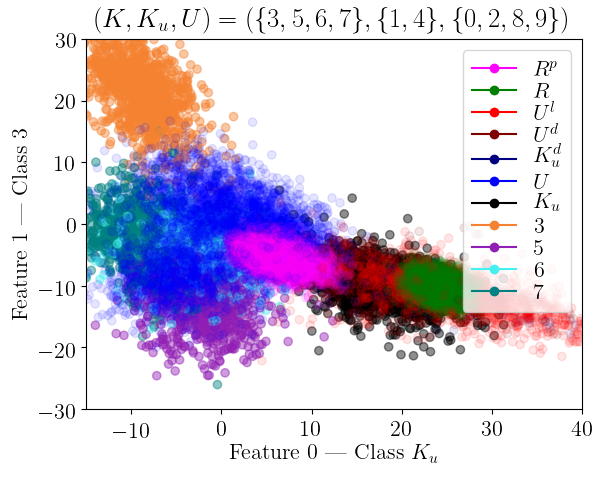 (K, K_u, U) = ({3, 5, 6, 7}, {1, 4}, {0, 2, 8, 9})
30
20
10
0
−10
−20
−30
Feature 1 — Class 3
R^p
R
U^l
U^d
K_u^d
U
K_u
3
5
6
7
−10
0
10
20
30
40
Feature 0 — Class K_u